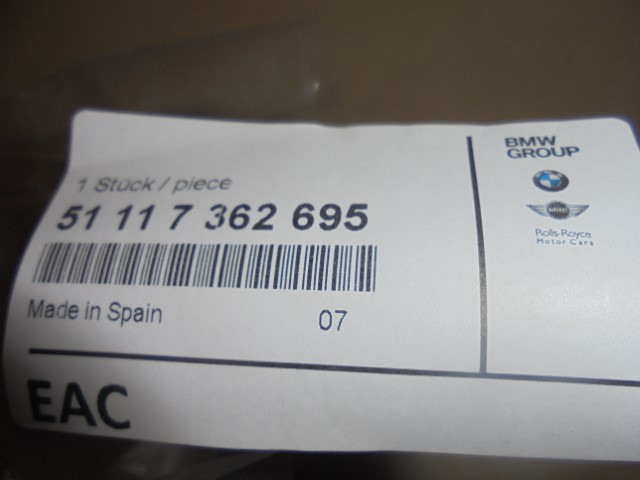 1 Stück / piece
51 11 7 362 695
Made in Spain
07
EAC
BMW
GROUP
MINI
Rolls-Royce
Motor Cars